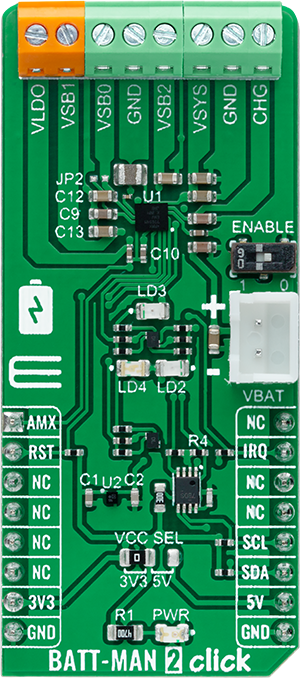 VLDO VSB1 VSB0 GND VSB2 VSYS GND CHG
JP2
C12
C9
C13
U1
C10
ENABLE
1 0
LD3
+
LD4 LD2
-
VBAT
AMX
RST
NC
NC
NC
NC
3V3
GND
NC
IRQ
NC
NC
SCL
SDA
5V
GND
R4
C1 U2 C2
VCC SEL
3V3 5V
R1 PWR
BATT-MAN 2 click